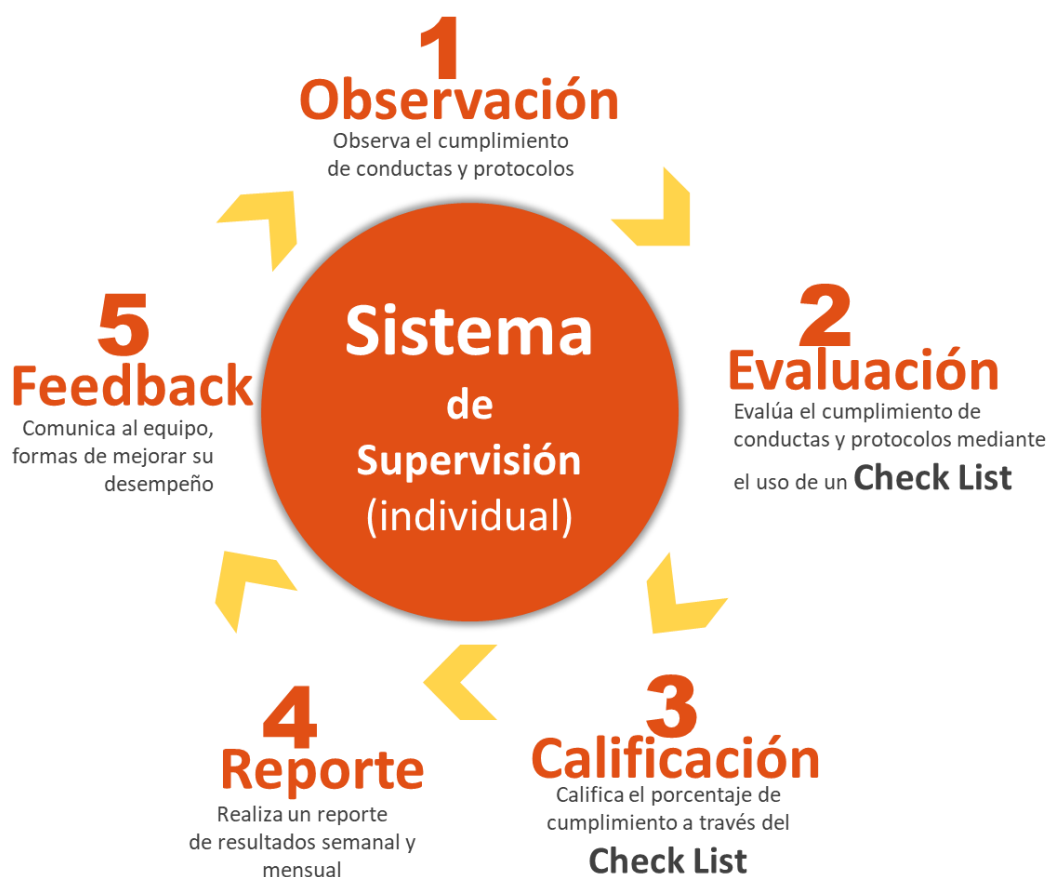 1
Observación
Observa el cumplimiento
de conductas y protocolos
2
Evaluación
Evalúa el cumplimiento de
conductas y protocolos mediante
el uso de un Check List
3
Calificación
Califica el porcentaje de
cumplimiento a través del
Check List
4
Reporte
Realiza un reporte
de resultados semanal y
mensual
5
Feedback
Comunica al equipo,
formas de mejorar su
desempeño
Sistema
de
Supervisión
(individual)